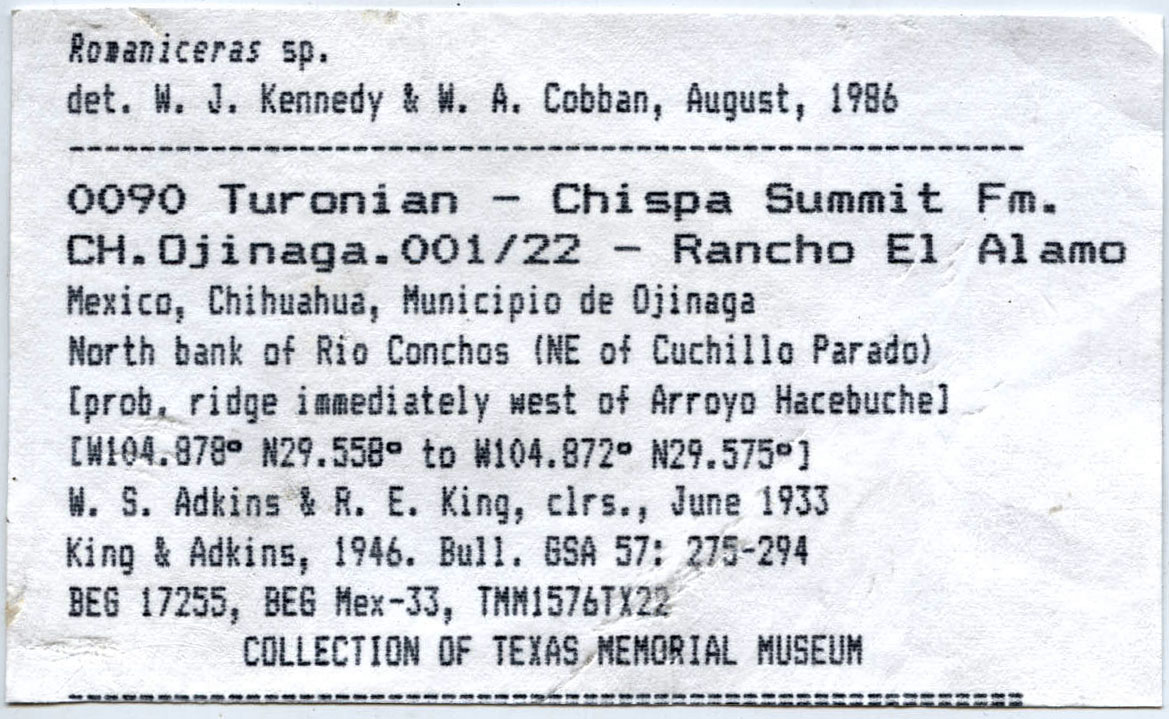 Romaniceras sp.
det. W. J. Kennedy & W. A. Cobban, August, 1986
0090 Turonian - Chispa Summit Fm.
CH.Ojinaga.001/22 - Rancho El Alamo
Mexico, Chihuahua, Municipio de Ojinaga
North bank of Rio Conchos (NE of Cuchillo Parado)
[prob. ridge immediately west of Arroyo Hacebuche]
[W104.878° N29.558° to W104.872° N29.575°]
W. S. Adkins & R. E. King, clrs., June 1933
King & Adkins, 1946. Bull. GSA 57: 275-294
BEG 17255, BEG Mex-33, TMM1576TX22
COLLECTION OF TEXAS MEMORIAL MUSEUM